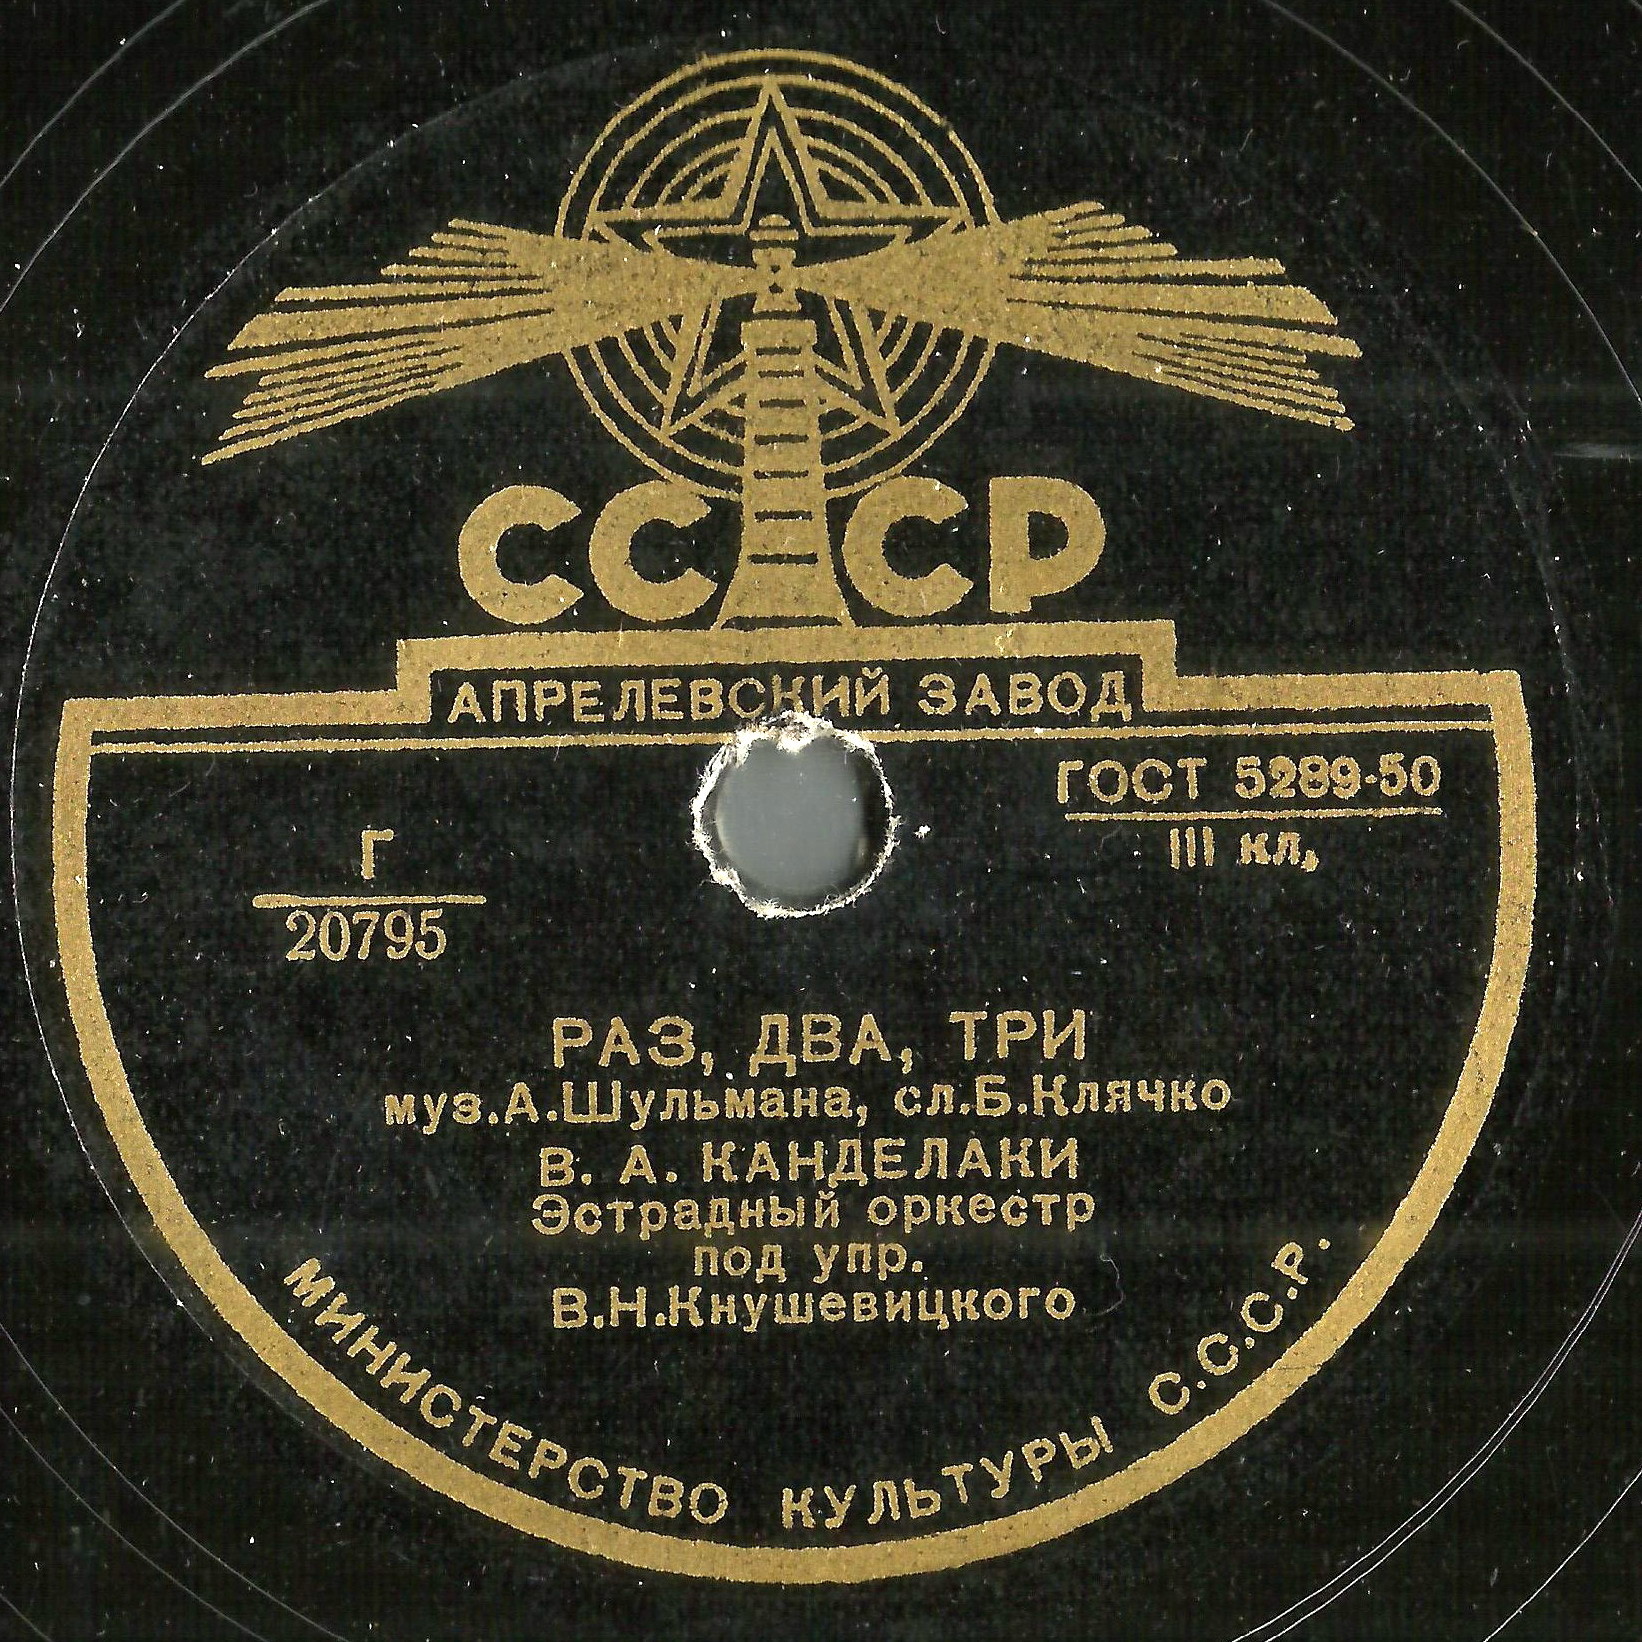 СССР
АПРЕЛЕВСКИЙ ЗАВОД
ГОСТ 5289-50
III кл,
Г
20795
РАЗ, ДВА, ТРИ
муз.А.Шульмана, сл.Б.Клячко
В. А. КАНДЕЛАКИ
Эстрадный оркестр
под упр.
В.Н.Кнушевицкого
МИНИСТЕРСТВО КУЛЬТУРЫ С.С.С.Р.